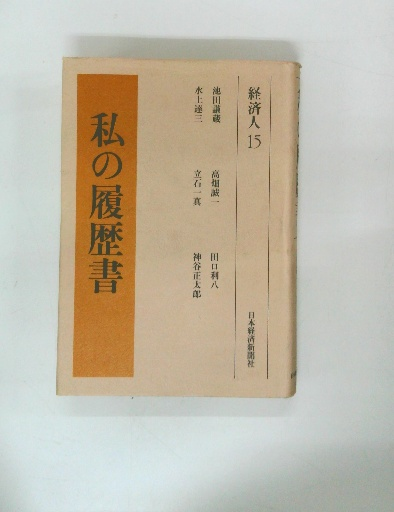 経済人 15
日本経済新聞社
池田謙蔵 高畑誠一 田口利八
水上達三 立石一真 神谷正太郎
私の履歴書